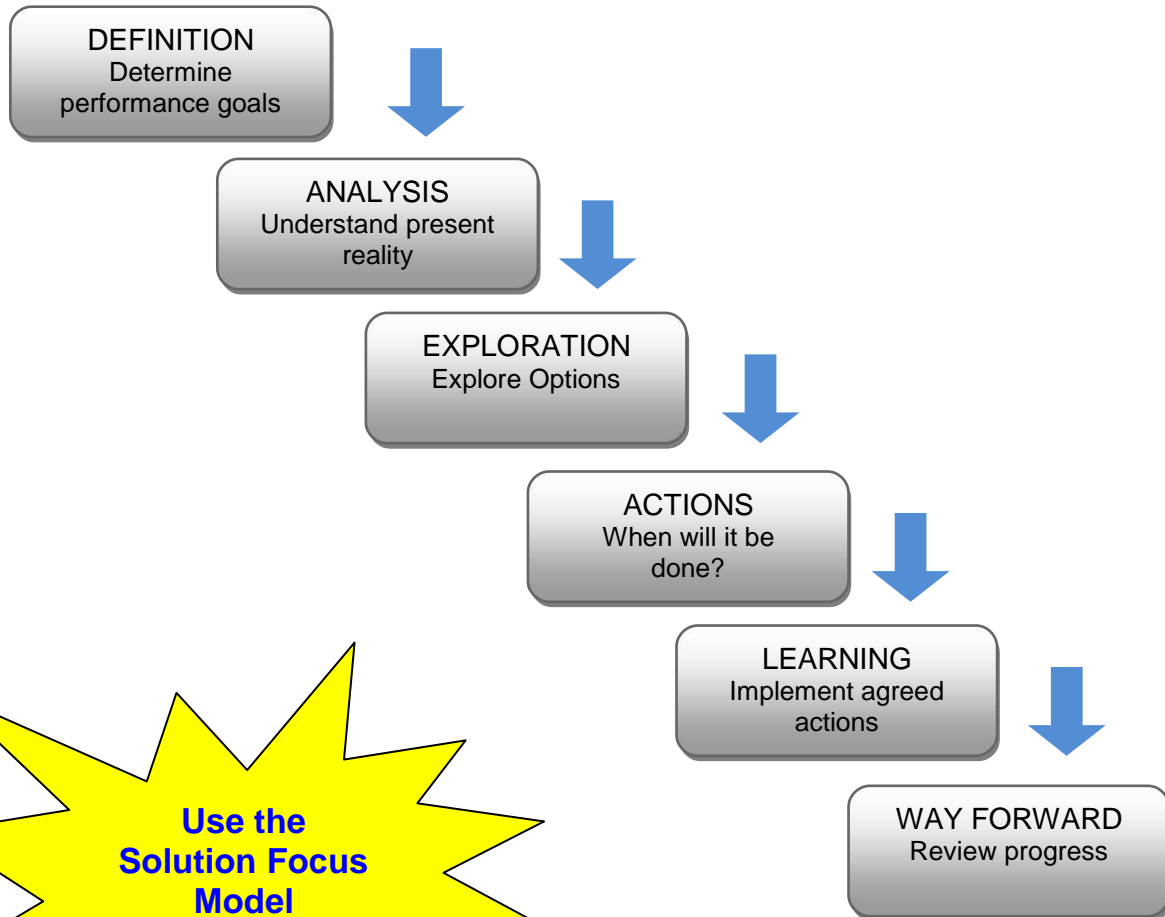 DEFINITION
Determine
performance goals
ANALYSIS
Understand present
reality
EXPLORATION
Explore Options
ACTIONS
When will it be
done?
LEARNING
Implement agreed
actions
WAY FORWARD
Review progress
Use the
Solution Focus
Model